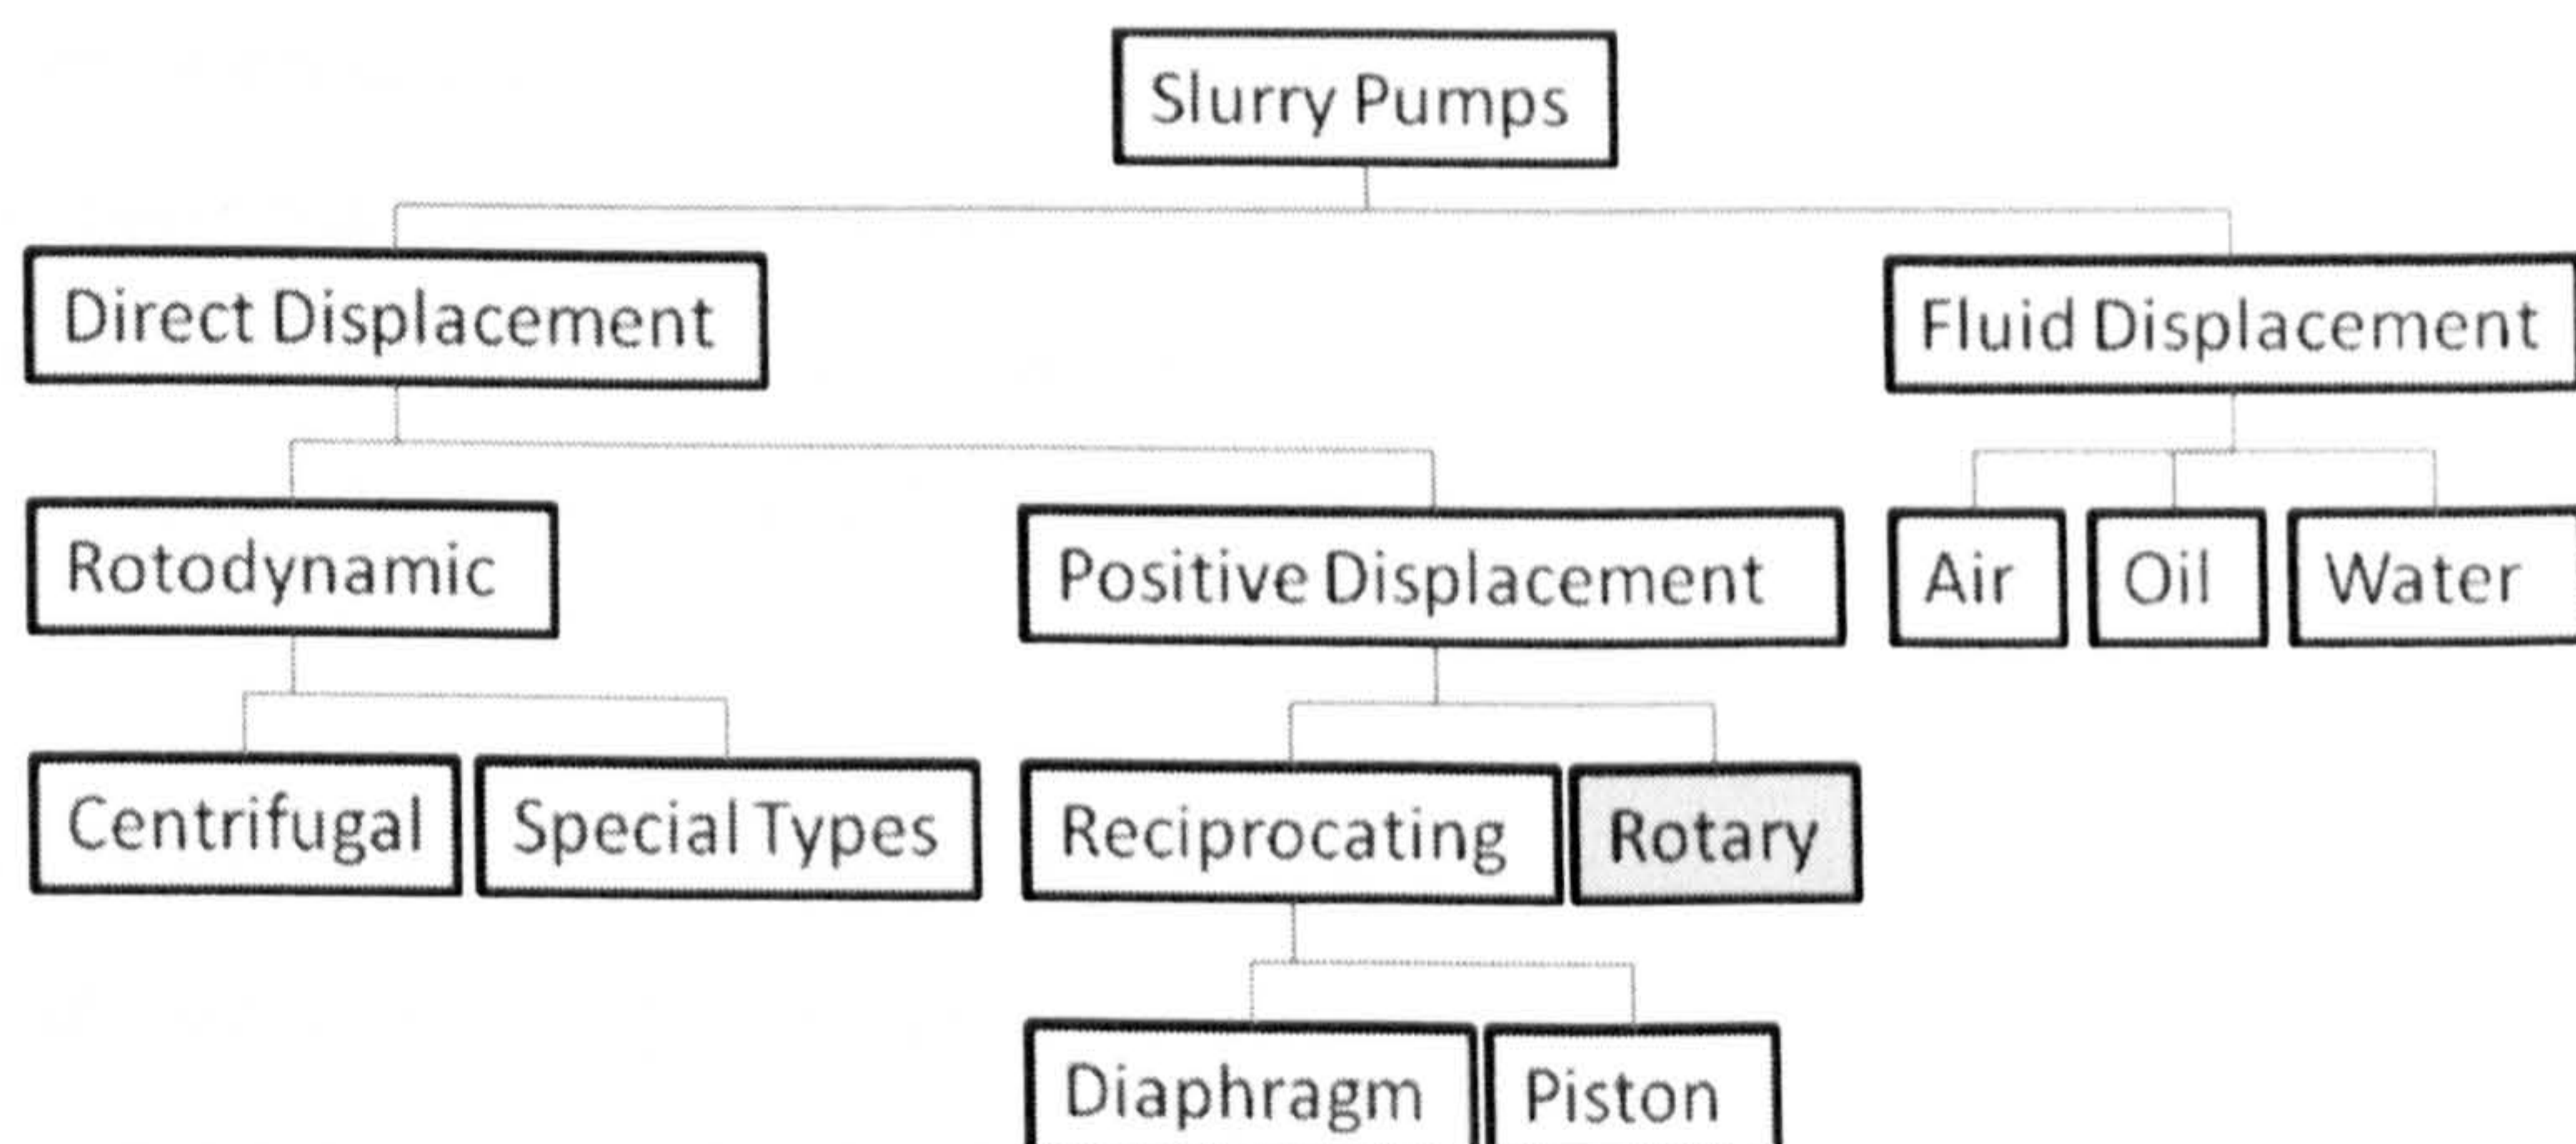 Slurry Pumps
Direct Displacement
Fluid Displacement
Rotodynamic
Positive Displacement
Air
Oil
Water
Centrifugal
Special Types
Reciprocating
Rotary
Diaphragm
Piston